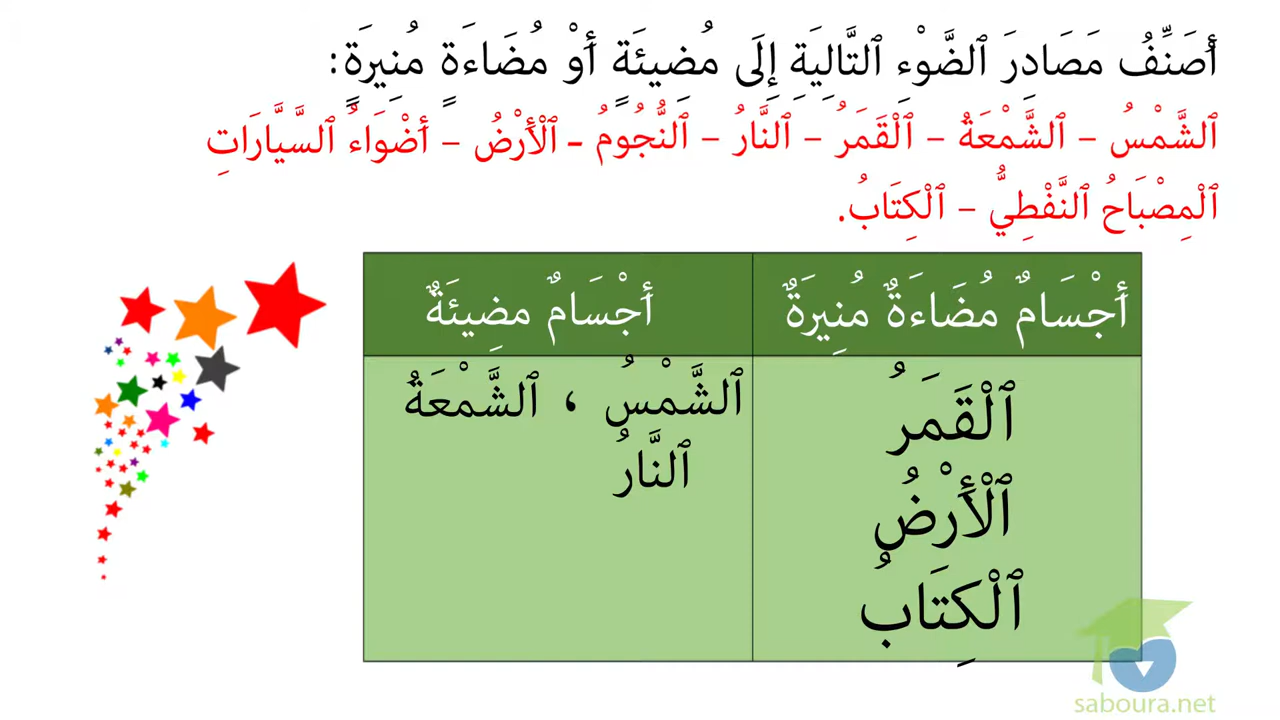 أُصَنِّفُ مَصَادِرَ ٱلضَّوْءِ ٱلتَّالِيَةِ إِلَى مُضِيئَةٍ أَوْ مُضَاءَةٍ مُنِيرَةٍ:
ٱلشَّمْسُ – ٱلشَّمْعَةُ – ٱلْقَمَرُ – ٱلنَّارُ – ٱلنُّجُومُ - ٱلْأَرْضُ – أَضْوَاءُ ٱلسَّيَّارَاتِ
ٱلْمِصْبَاحُ ٱلنَّفْطِيُّ – ٱلْكِتَابُ.
أَجْسَامٌ مُضَاءَةٌ مُنِيرَةٌ
أَجْسَامٌ مضِيئَةٌ
ٱلْقَمَرُ
ٱلْأَرْضُ
ٱلْكِتَابُ
ٱلشَّمْسُ ، ٱلشَّمْعَةُ
ٱلنَّارُ
saboura.net